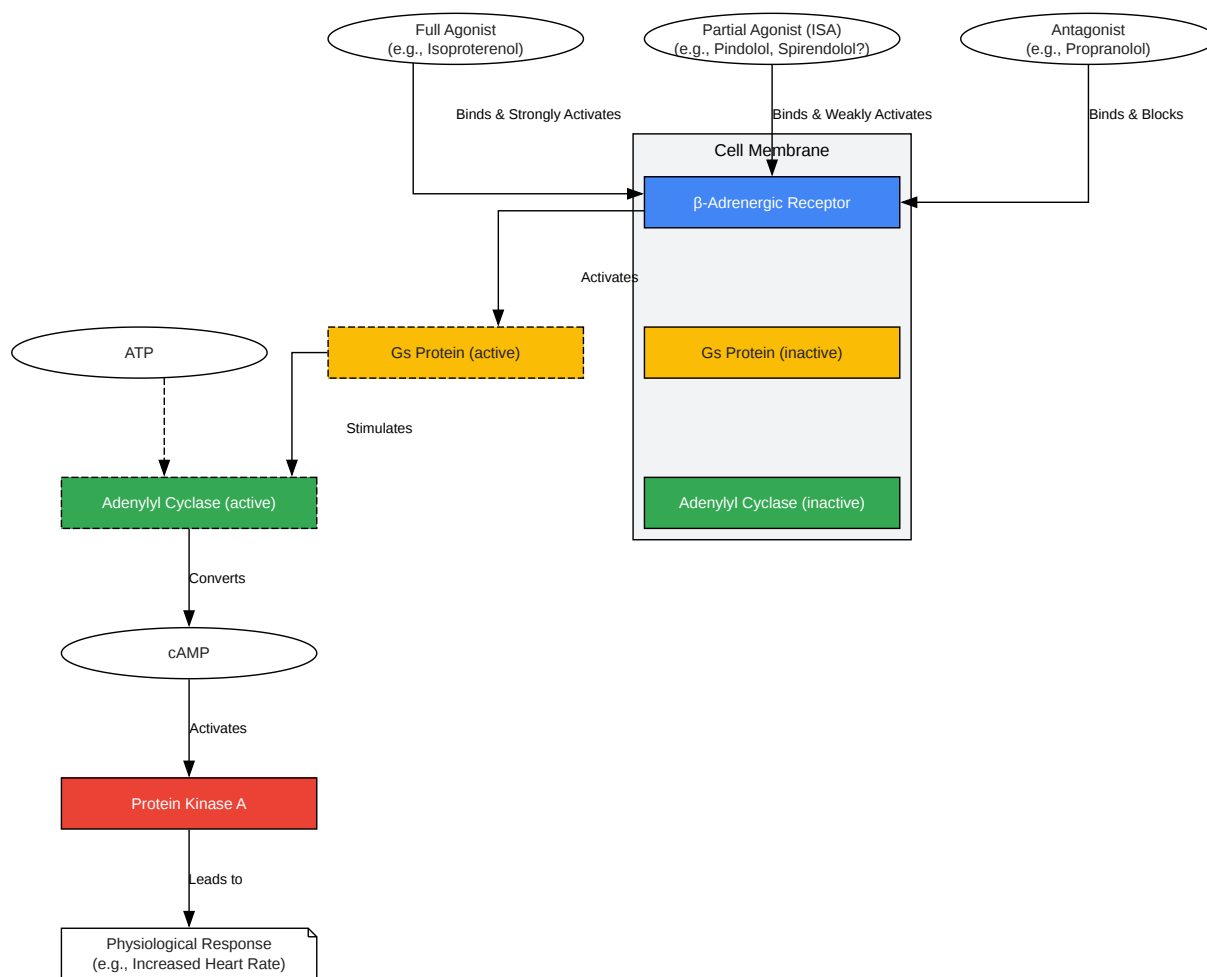 Full Agonist
(e.g., Isoproterenol)
Partial Agonist (ISA)
(e.g., Pindolol, Spirendolol?)
Antagonist
(e.g., Propranolol)
Binds & Strongly Activates
Binds & Weakly Activates
Binds & Blocks
Cell Membrane
β-Adrenergic Receptor
Activates
ATP
Gs Protein (active)
Gs Protein (inactive)
Stimulates
Adenylyl Cyclase (active)
Adenylyl Cyclase (inactive)
Converts
cAMP
Activates
Protein Kinase A
Leads to
Physiological Response
(e.g., Increased Heart Rate)